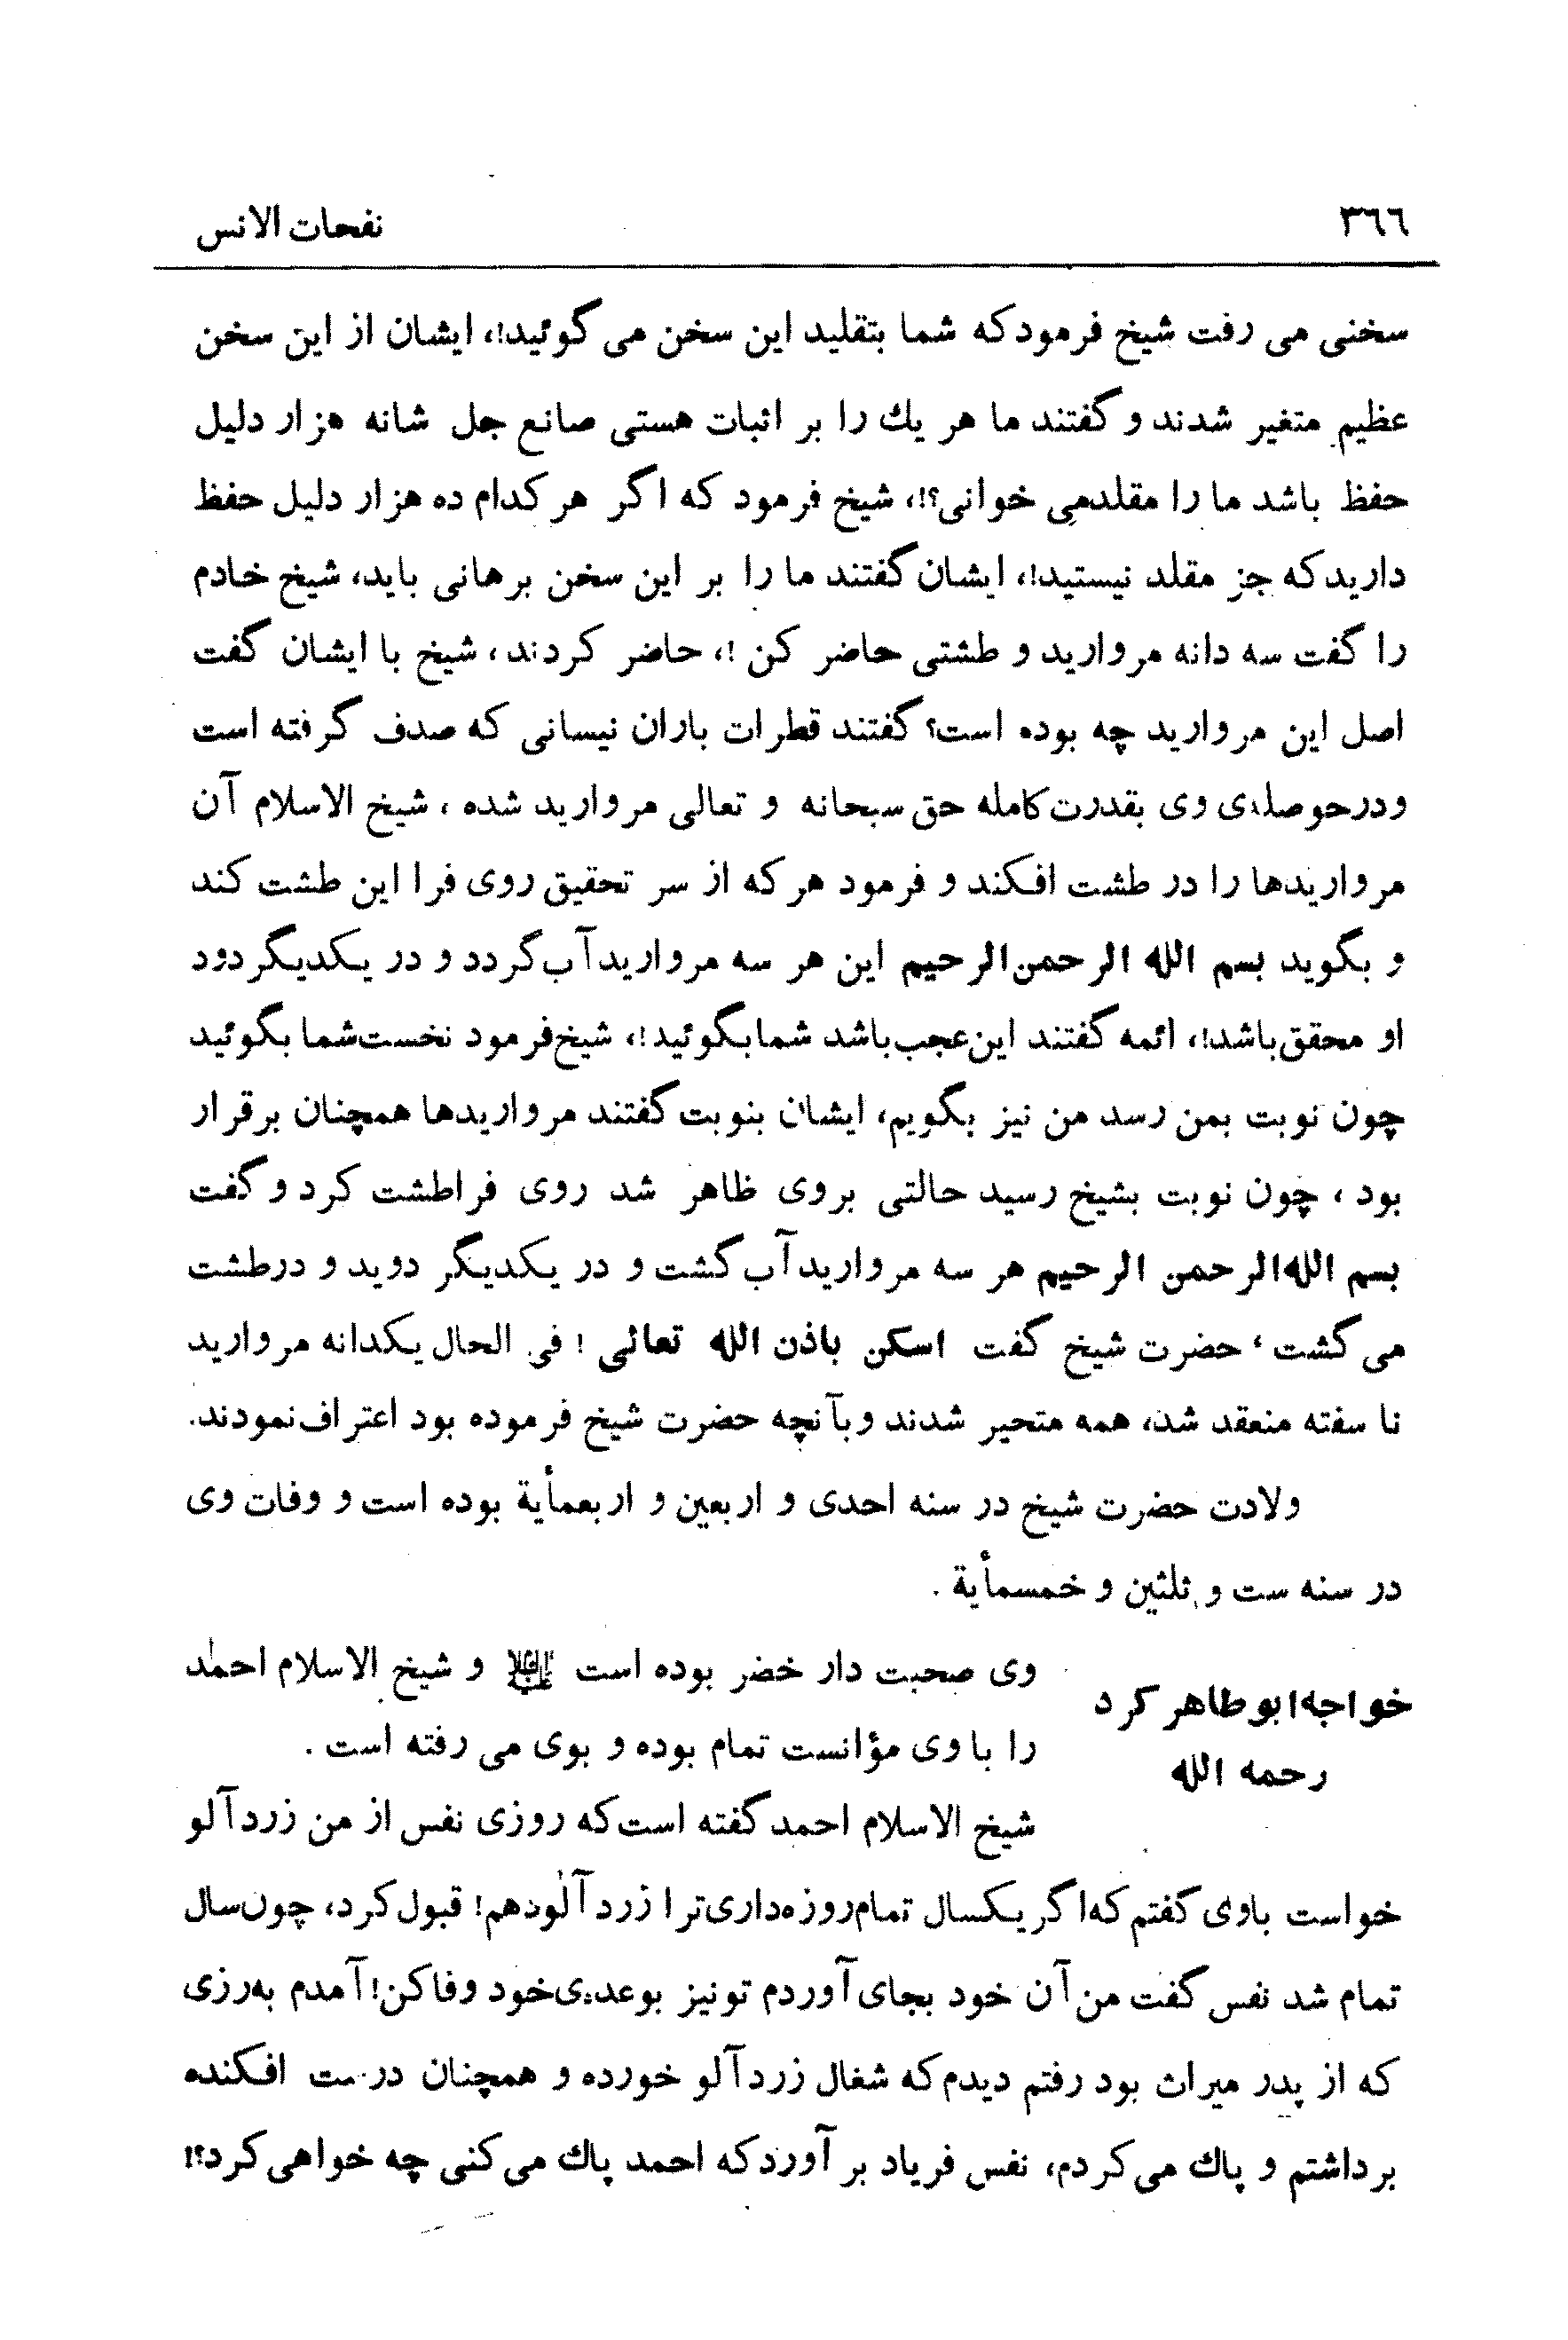 ٣٦٦ نفحات الانس
سخنی می رفت شیخ فرمودکه شما بتقلید این سخن می گوئید!، ایشان از این سخن
عظیم متغیر شدند و گفتند ما هر یك را بر اثبات هستی صانع جل شانه هزار دلیل
حفظ باشد ما را مقلدمی خوانی؟!، شیخ فرمود که اگر هر کدام ده هزار دلیل حفظ
داریدکه جز مقلد نیستید!، ایشان گفتند ما را بر این سخن برهانی باید، شیخ خادم
را گفت سه دانه مروارید و طشتی حاضر کن !، حاضر کردند، شیخ با ایشان گفت
اصل این مروارید چه بوده است؟ گفتند قطرات باران نیسانی که صدف گرفته است
ودرحوصله‌ی وی بقدرت کامله حق سبحانه و تعالی مروارید شده ، شیخ الاسلام آن
مرواریدها را در طشت افکند و فرمود هر که از سر تحقیق روی فرا این طشت کند
و بگوید بسم الله الرحمن الرحیم این هر سه مروارید آب گردد و در یکدیگر دود
او محقق باشد!، ائمه گفتند این عجب باشد شما بگوئید!، شیخ فرمود نخست شما بگوئید
چون نوبت بمن رسد من نیز بگویم، ایشان بنوبت گفتند مرواریدها همچنان برقرار
بود ، چون نوبت بشیخ رسید حالتی بروی ظاهر شد روی فراطشت کرد و گفت
بسم الله الرحمن الرحیم هر سه مروارید آب گشت و در یکدیگر دوید و درطشت
می گشت ، حضرت شیخ گفت اسکن باذن الله تعالی ! فی الحال یکدانه مروارید
نا سفته منعقد شد، همه متحیر شدند و بآنچه حضرت شیخ فرموده بود اعتراف نمودند.
ولادت حضرت شیخ در سنه احدی و اربعین و اربعمأیة بوده است و وفات وی
در سنه ست و ثلثین و خمسمأیة .
خواجه ابوطاهر کرد
رحمه الله
وی صحبت دار خضر بوده است علیه السلام و شیخ الاسلام احمد
را با وی مؤانست تمام بوده و بوی می رفته است .
شیخ الاسلام احمد گفته است که روزی نفس از من زردآلو
خواست باوی گفتم که اگر یکسال تمام روزه داری ترا زردآلودهم! قبول کرد، چون سال
تمام شد نفس گفت من آن خود بجای آوردم تو نیز بوعده‌ی خود وفا کن! آمدم به رزی
که از پدر میراث بود رفتم دیدم که شغال زردآلو خورده و همچنان درست افکنده
برداشتم و پاك می کردم، نفس فریاد بر آورد که احمد پاك می کنی چه خواهی کرد؟!